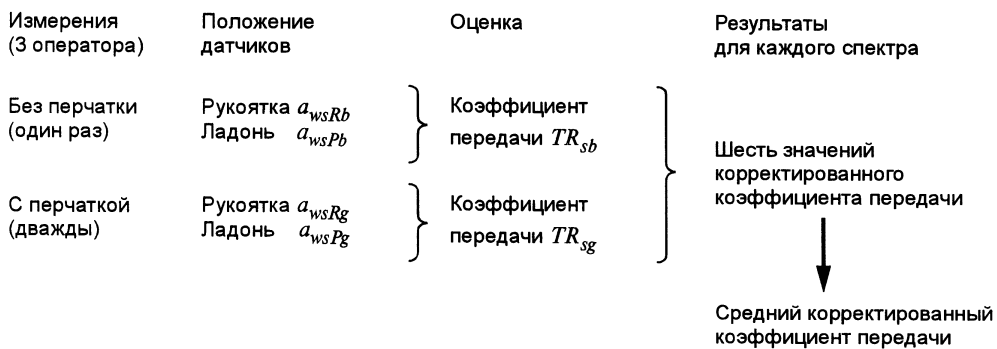 Измерения
(3 оператора)
Положение
датчиков
Оценка
Результаты
для каждого спектра
Без перчатки
(один раз)
Рукоятка a_wsRb
Ладонь a_wsPb
Коэффициент
передачи TR_sb
С перчаткой
(дважды)
Рукоятка a_wsRg
Ладонь a_wsPg
Коэффициент
передачи TR_sg
Шесть значений
корректированного
коэффициента передачи
Средний корректированный
коэффициент передачи